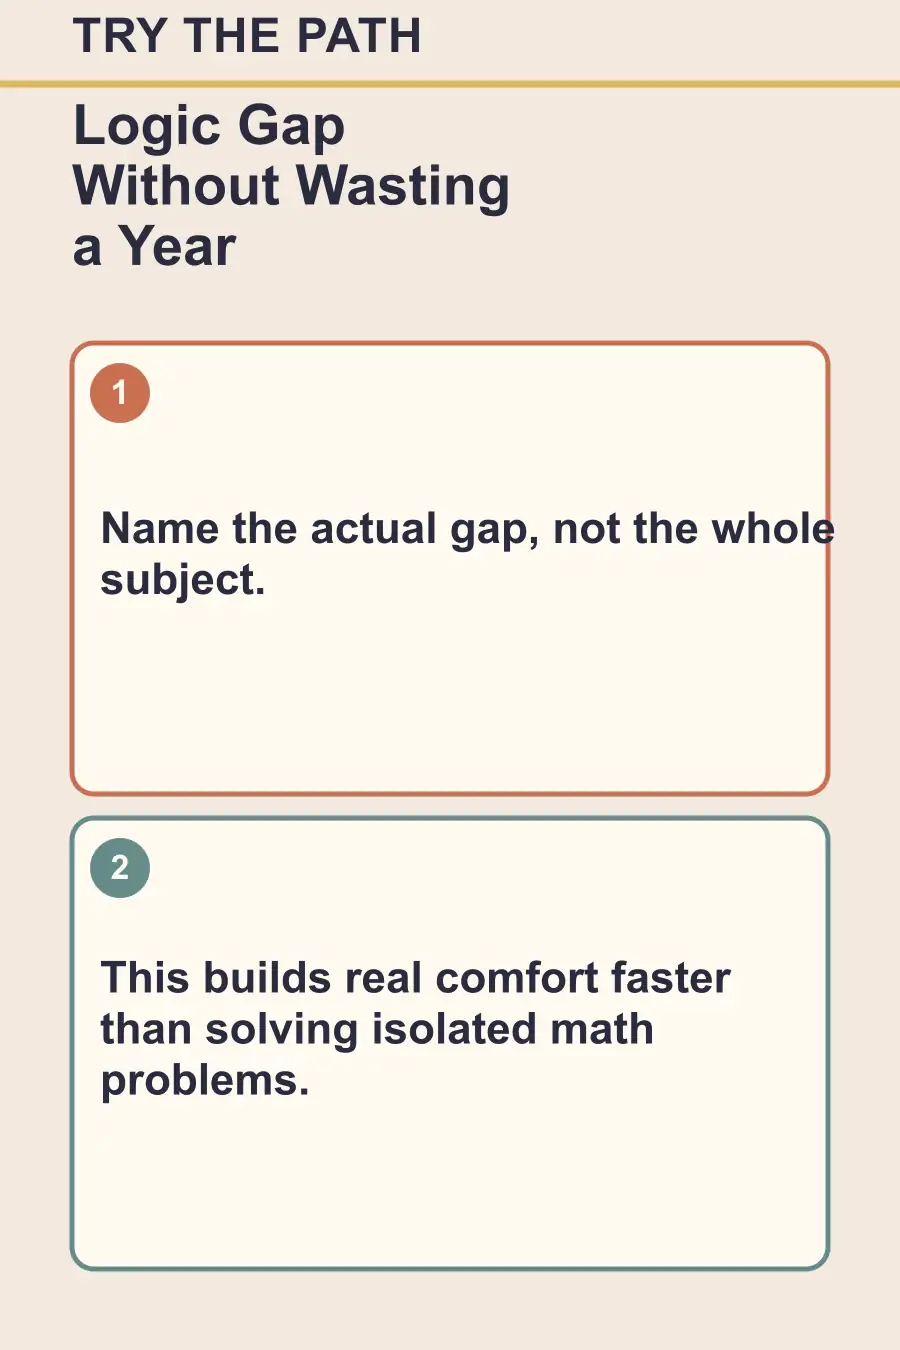 TRY THE PATH
Logic Gap
Without Wasting
a Year
1
Name the actual gap, not the whole
subject.
2
This builds real comfort faster
than solving isolated math
problems.